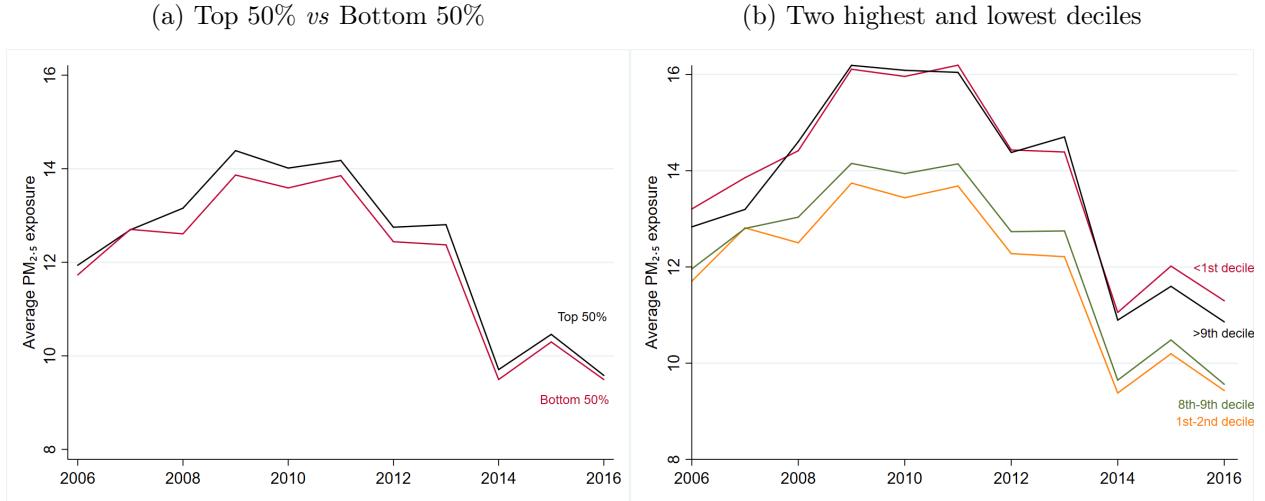 (a) Top 50% vs Bottom 50%
Average PM2.5 exposure
16
14
12
10
8
Top 50%
Bottom 50%
2006 2008 2010 2012 2014 2016
(b) Two highest and lowest deciles
Average PM2.5 exposure
16
14
12
10
8
<1st decile
>9th decile
8th-9th decile
1st-2nd decile
2006 2008 2010 2012 2014 2016